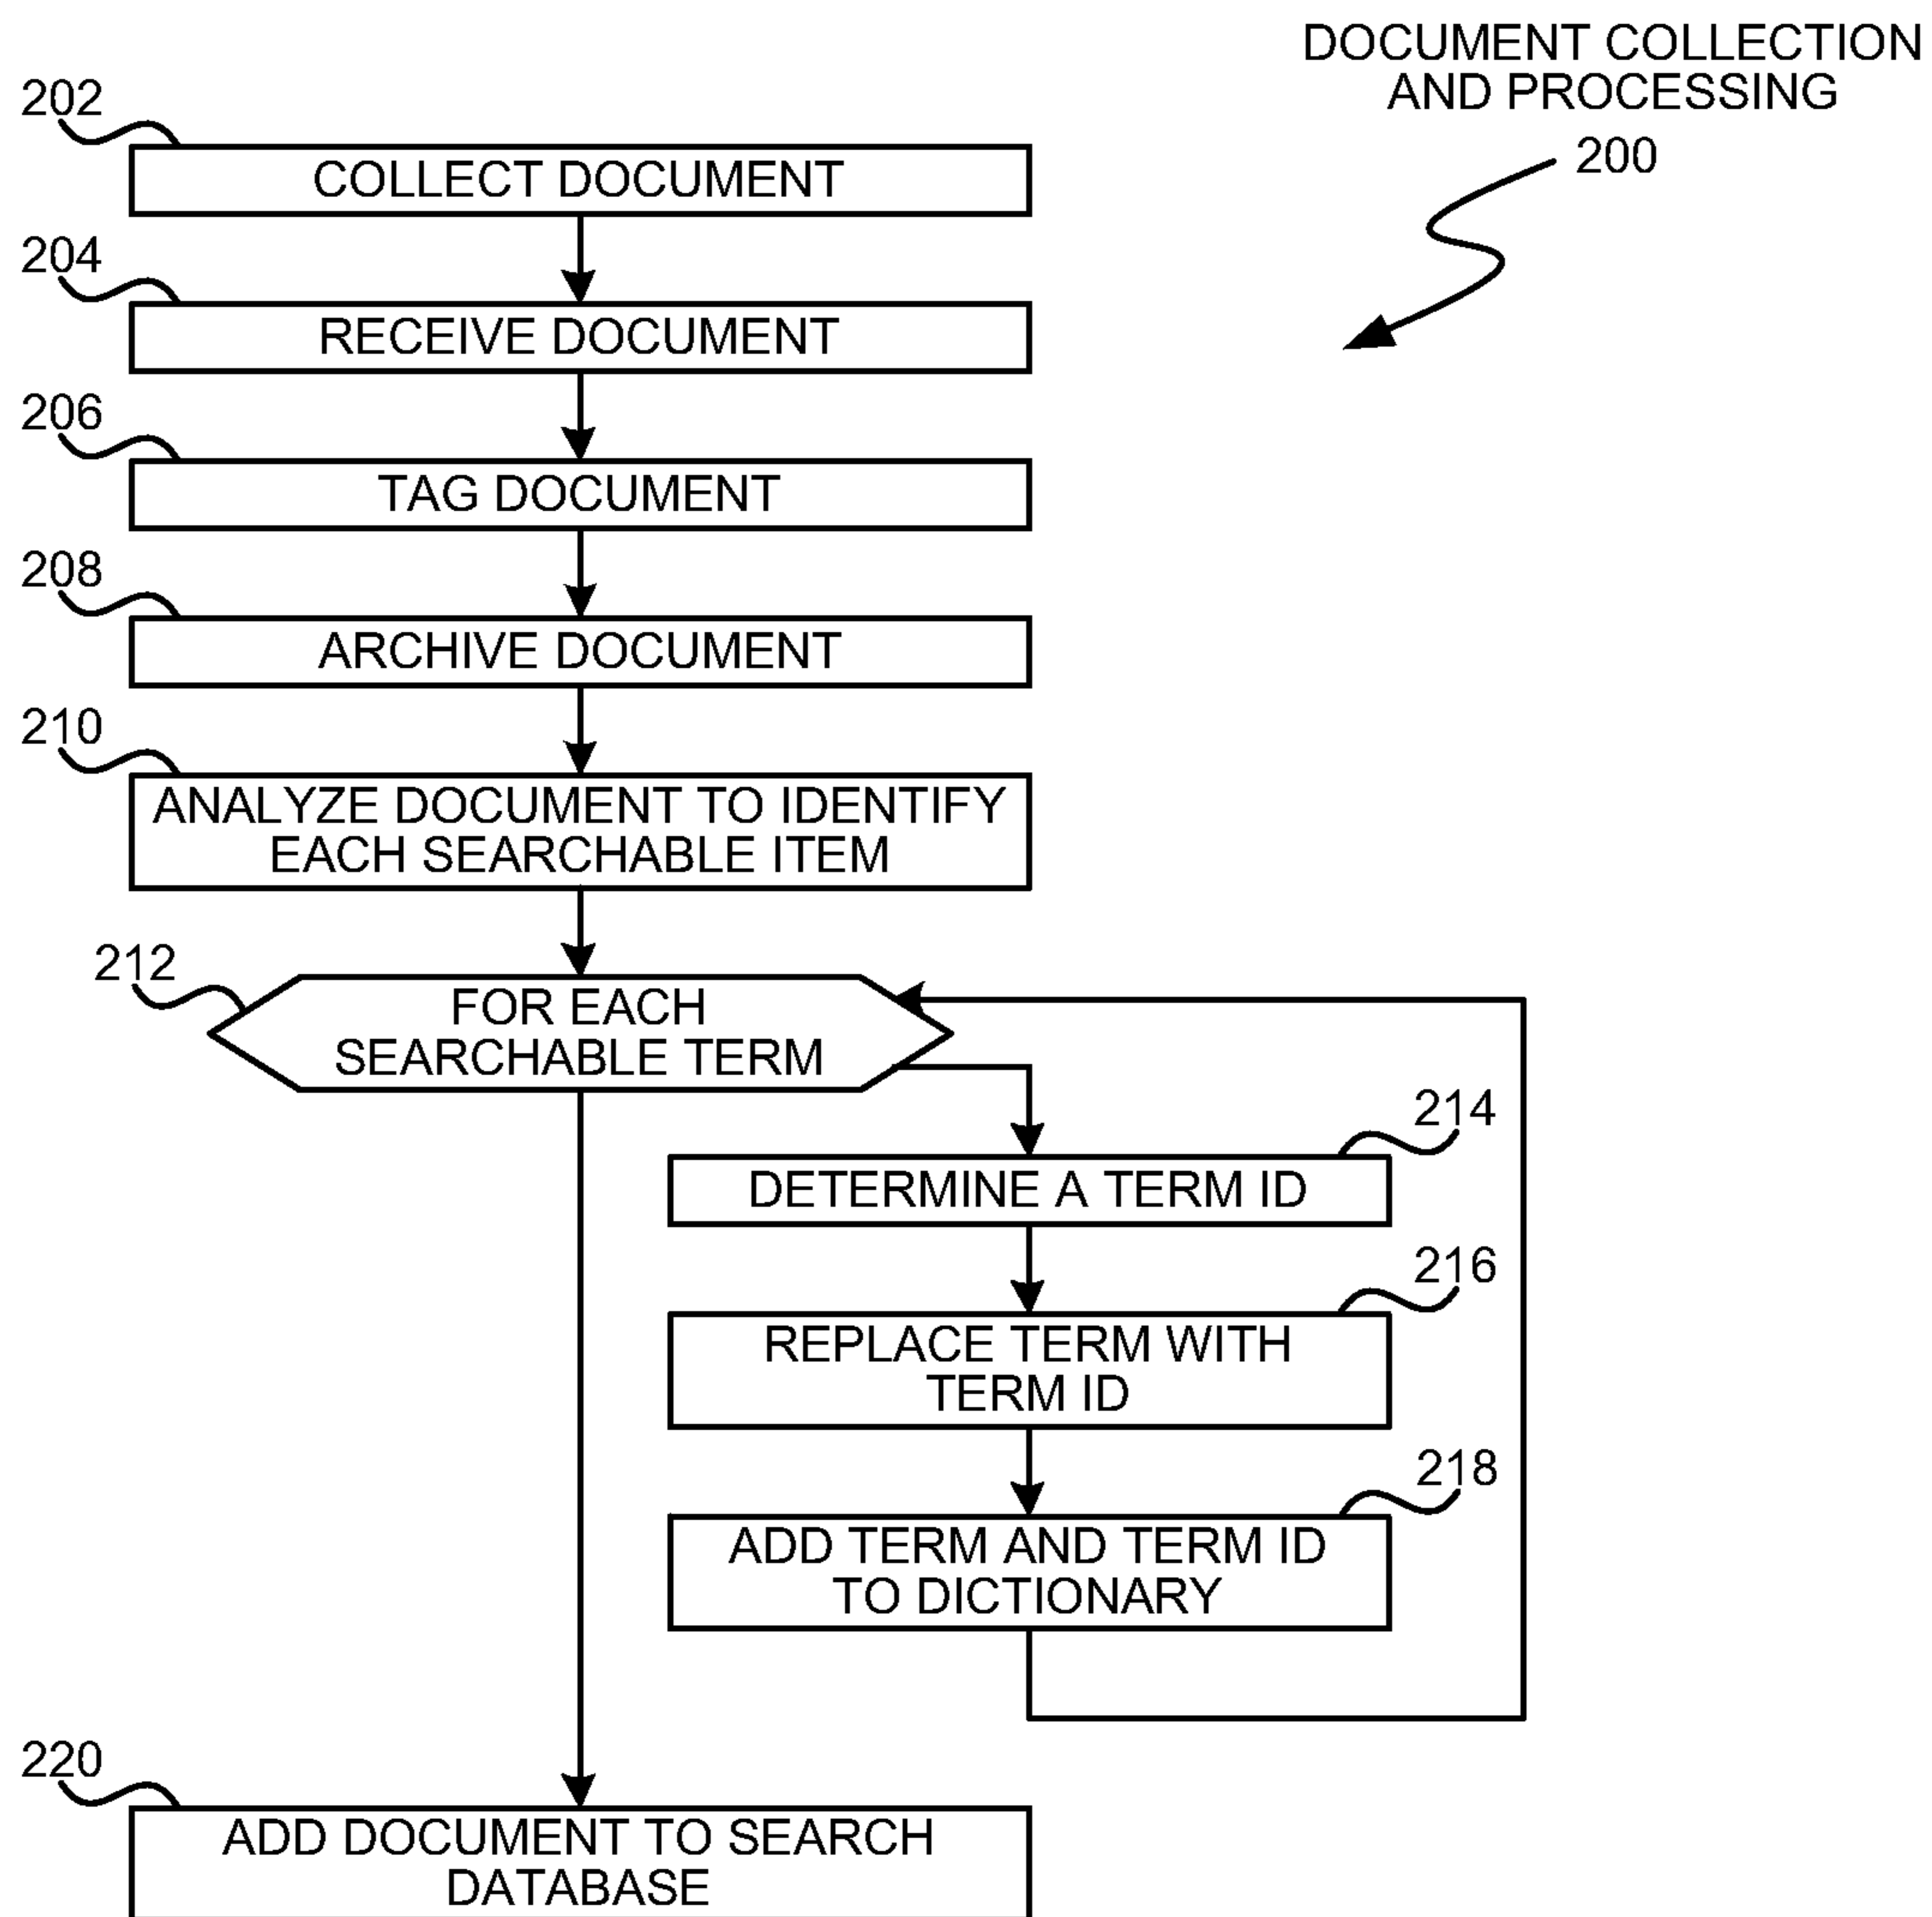 DOCUMENT COLLECTION
AND PROCESSING
200
202
COLLECT DOCUMENT
204
RECEIVE DOCUMENT
206
TAG DOCUMENT
208
ARCHIVE DOCUMENT
210
ANALYZE DOCUMENT TO IDENTIFY
EACH SEARCHABLE ITEM
212
FOR EACH
SEARCHABLE TERM
214
DETERMINE A TERM ID
216
REPLACE TERM WITH
TERM ID
218
ADD TERM AND TERM ID
TO DICTIONARY
220
ADD DOCUMENT TO SEARCH
DATABASE